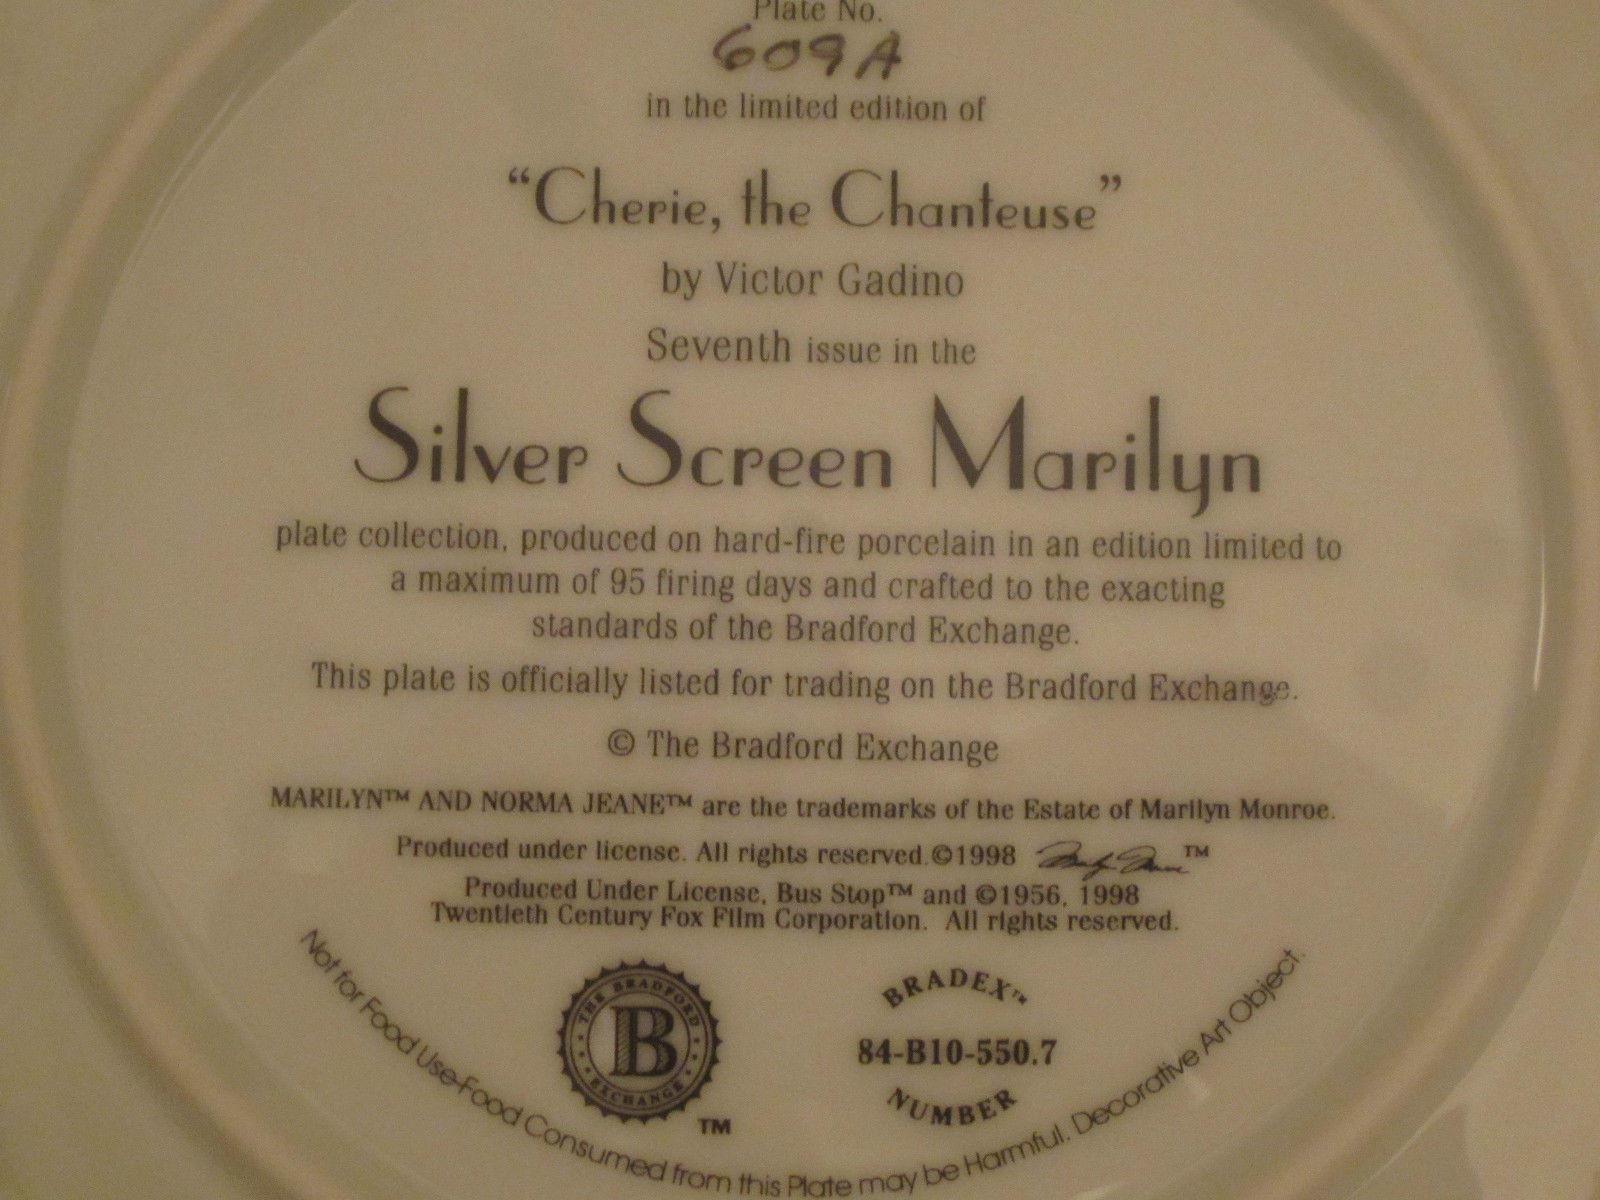 Plate No.
609A
in the limited edition of
“Cherie, the Chanteuse”
by Victor Gadino
Seventh issue in the
Silver Screen Marilyn
plate collection, produced on hard-fire porcelain in an edition limited to
a maximum of 95 firing days and crafted to the exacting
standards of the Bradford Exchange.
This plate is officially listed for trading on the Bradford Exchange.
© The Bradford Exchange
MARILYN™ AND NORMA JEANE™ are the trademarks of the Estate of Marilyn Monroe.
Produced under license. All rights reserved.©1998 Marilyn Monroe™
Produced Under License, Bus Stop™ and ©1956, 1998
Twentieth Century Fox Film Corporation. All rights reserved.
THE BRADFORD
B
EXCHANGE
TM
BRADEX™
84-B10-550.7
NUMBER
Not for Food Use-Food Consumed from this Plate may be Harmful. Decorative Art Object.